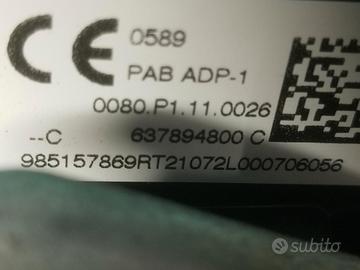 CE 0589
PAB ADP-1
0080.P1.11.0026
--C 637894800 C
985157869RT21072L000706056
subito